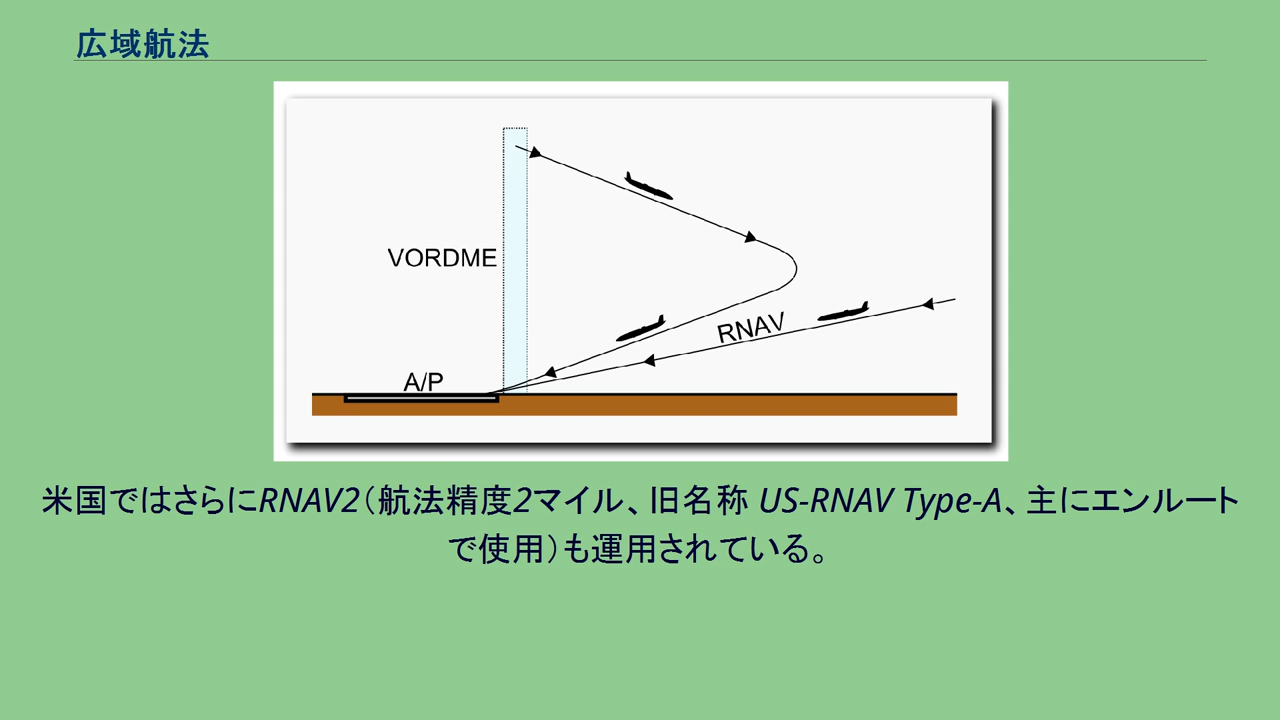 広域航法
VORDME
RNAV
A/P
米国ではさらにRNAV2（航法精度2マイル、旧名称 US-RNAV Type-A、主にエンルート
で使用）も運用されている。